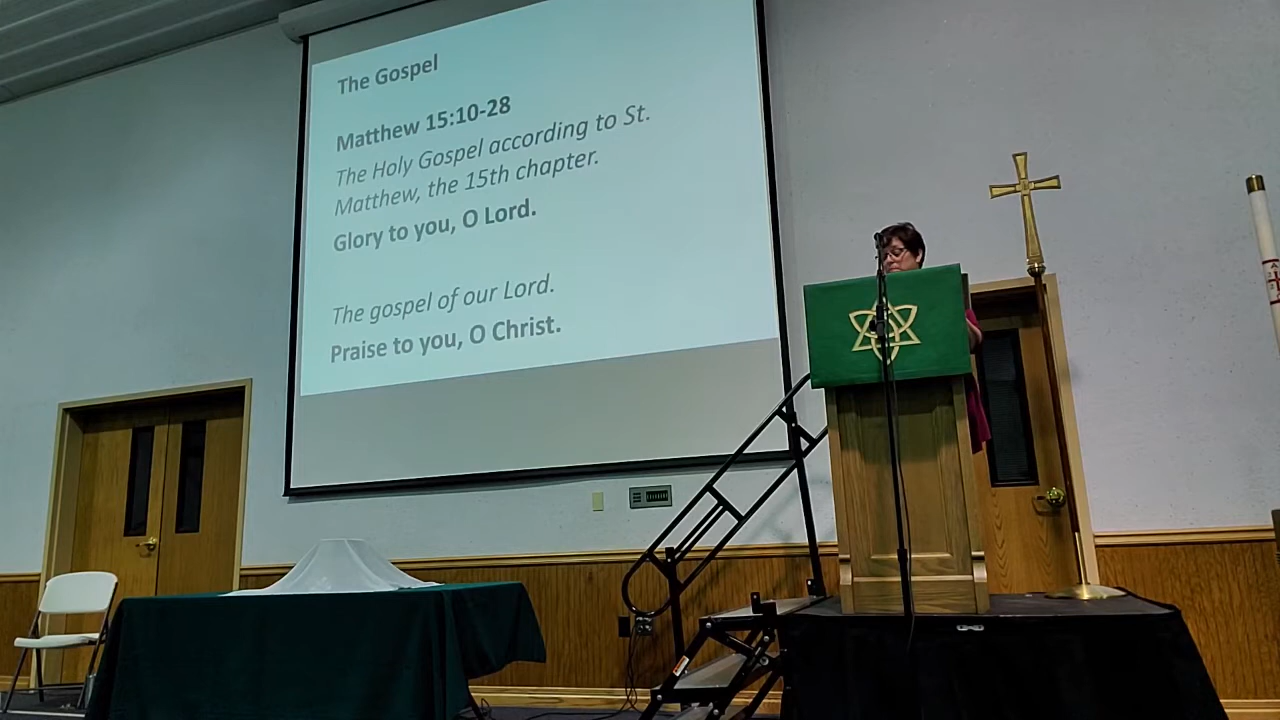 The Gospel
Matthew 15:10-28
The Holy Gospel according to St.
Matthew, the 15th chapter.
Glory to you, O Lord.
The gospel of our Lord.
Praise to you, O Christ.